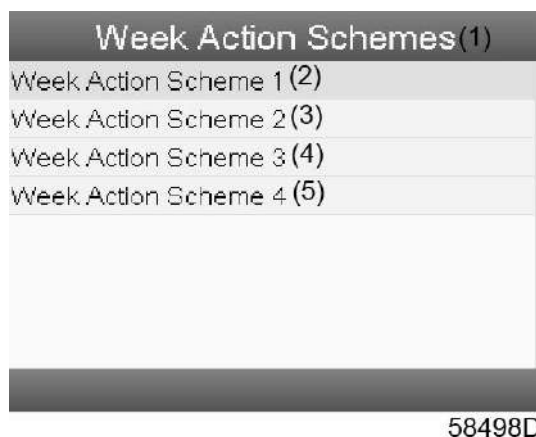 Week Action Schemes(1)
Week Action Scheme 1(2)
Week Action Scheme 2(3)
Week Action Scheme 3(4)
Week Action Scheme 4(5)
58498D